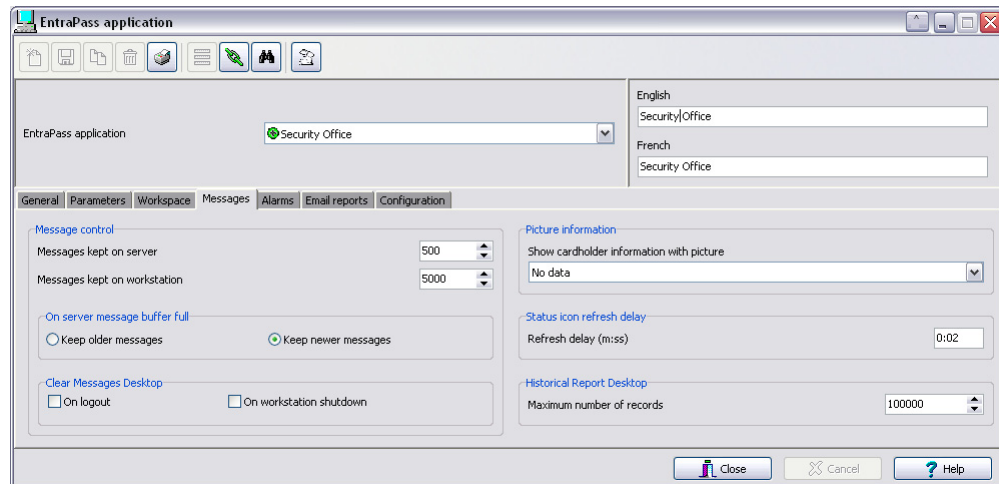 EntraPass application
English
Security Office
EntraPass application
Security Office
French
Security Office
General Parameters Workspace Messages Alarms Email reports Configuration
Message control
Messages kept on server 500
Messages kept on workstation 5000
On server message buffer full
Keep older messages Keep newer messages
Clear Messages Desktop
On logout On workstation shutdown
Picture information
Show cardholder information with picture
No data
Status icon refresh delay
Refresh delay (m:ss) 0:02
Historical Report Desktop
Maximum number of records 100000
Close Cancel ? Help